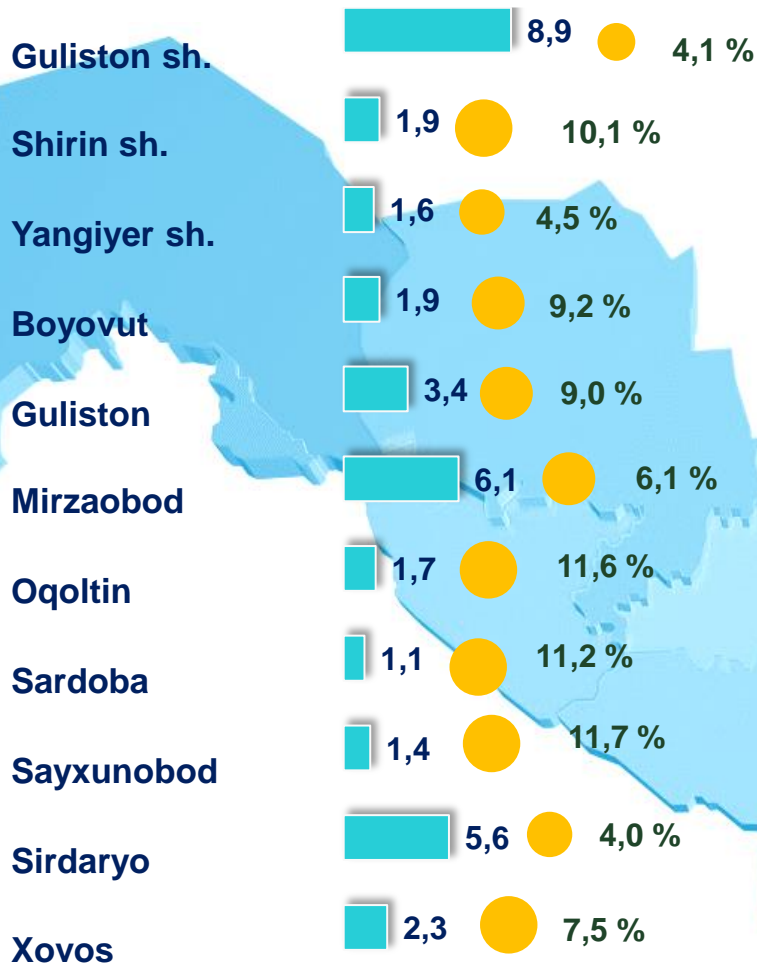 Guliston sh. 8,9 4,1 %
Shirin sh. 1,9 10,1 %
Yangiyer sh. 1,6 4,5 %
Boyovut 1,9 9,2 %
Guliston 3,4 9,0 %
Mirzaobod 6,1 6,1 %
Oqoltin 1,7 11,6 %
Sardoba 1,1 11,2 %
Sayxunobod 1,4 11,7 %
Sirdaryo 5,6 4,0 %
Xovos 2,3 7,5 %